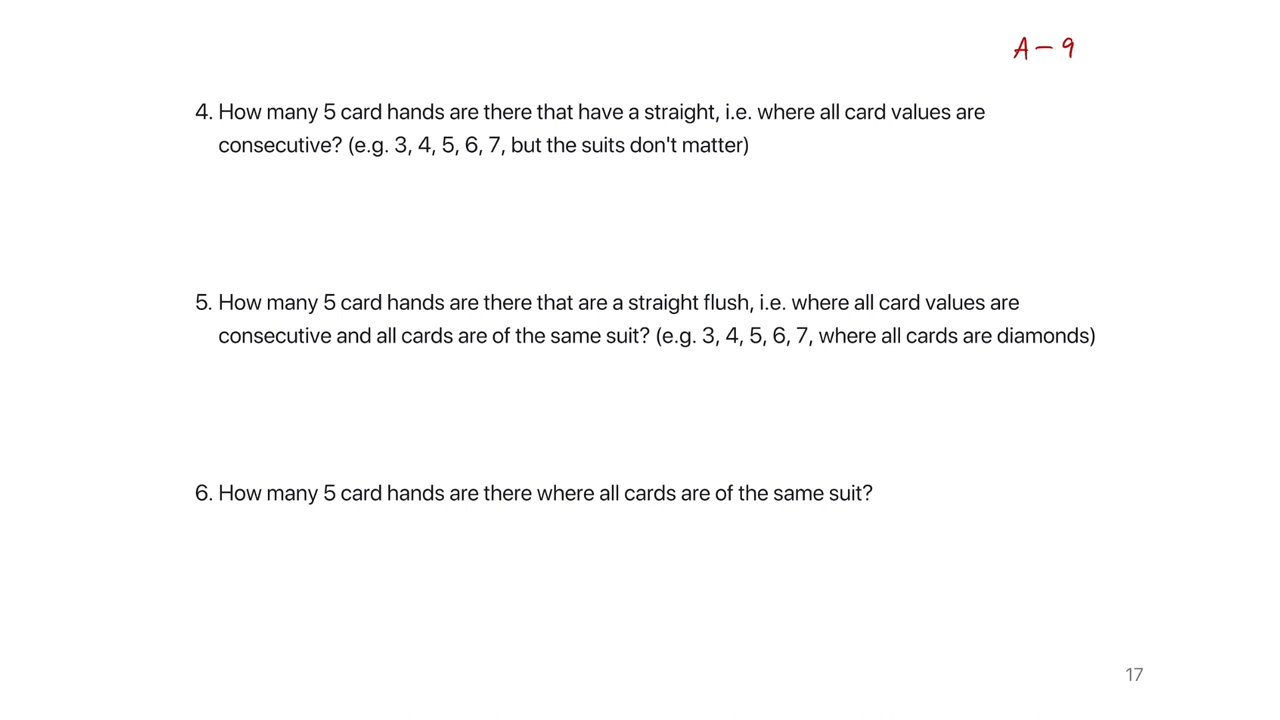 A - 9
4. How many 5 card hands are there that have a straight, i.e. where all card values are
consecutive? (e.g. 3, 4, 5, 6, 7, but the suits don't matter)
5. How many 5 card hands are there that are a straight flush, i.e. where all card values are
consecutive and all cards are of the same suit? (e.g. 3, 4, 5, 6, 7, where all cards are diamonds)
6. How many 5 card hands are there where all cards are of the same suit?
17